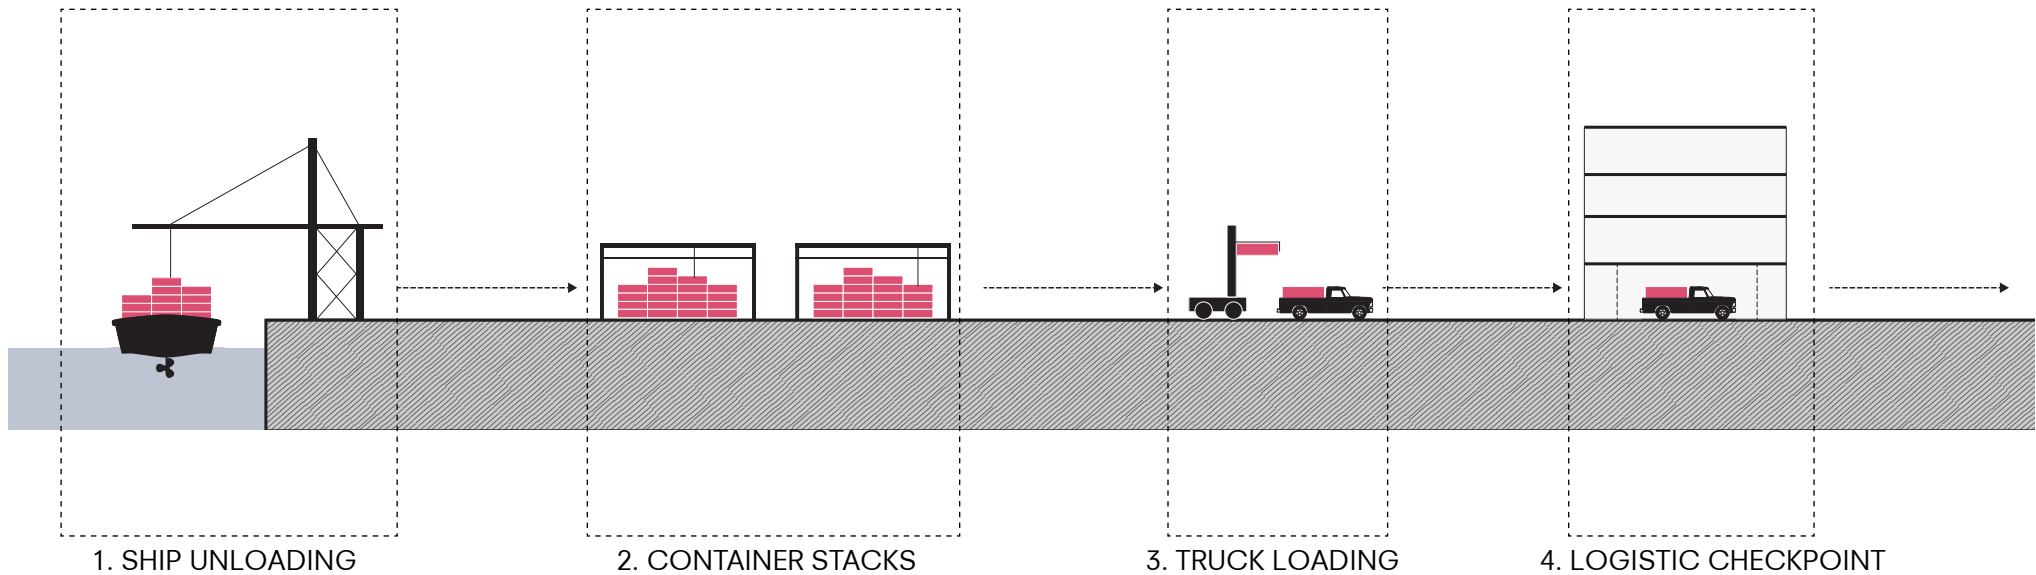 1. SHIP UNLOADING
2. CONTAINER STACKS
3. TRUCK LOADING
4. LOGISTIC CHECKPOINT